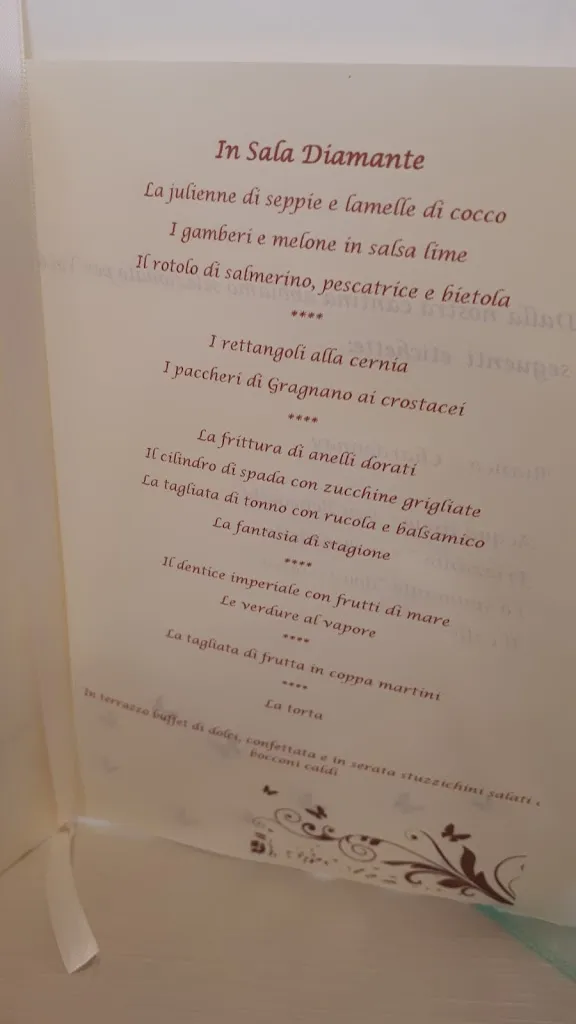 In Sala Diamante
La julienne di seppie e lamelle di cocco
I gamberi e melone in salsa lime
Il rotolo di salmerino, pescatrice e bietola
****
I rettangoli alla cernia
I paccheri di Gragnano ai crostacei
****
La frittura di anelli dorati
Il cilindro di spada con zucchine grigliate
La tagliata di tonno con rucola e balsamico
La fantasia di stagione
****
Il dentice imperiale con frutti di mare
Le verdure al vapore
****
La tagliata di frutta in coppa martini
****
La torta
In terrazzo buffet di dolci, confettata e in serata stuzzichini salati e
bocconi caldi